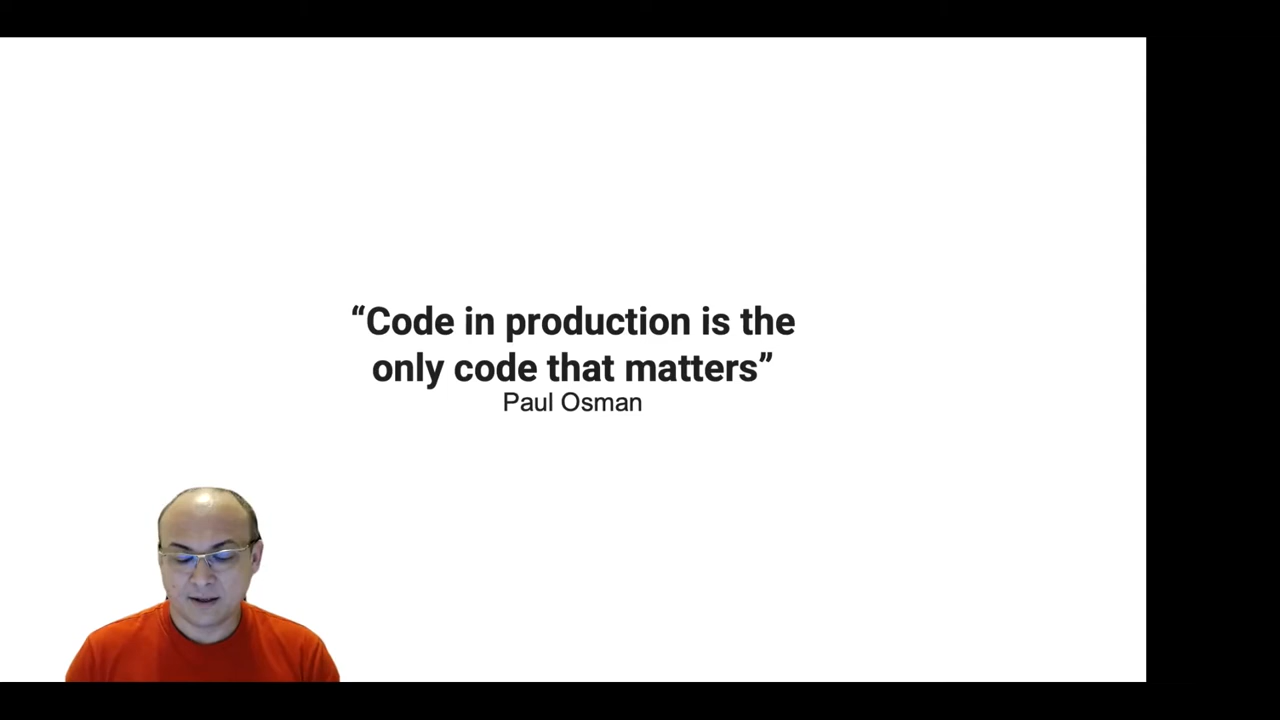 “Code in production is the
only code that matters”
Paul Osman